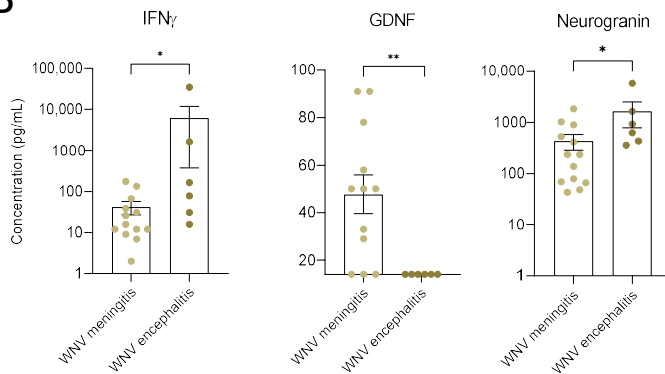 IFNγ
GDNF
Neurogranin
Concentration (pg/mL)
100,000
10,000
1000
100
10
1
*
WNV meningitis
WNV encephalitis
100
80
60
40
20
**
WNV meningitis
WNV encephalitis
10,000
1000
100
10
1
*
WNV meningitis
WNV encephalitis